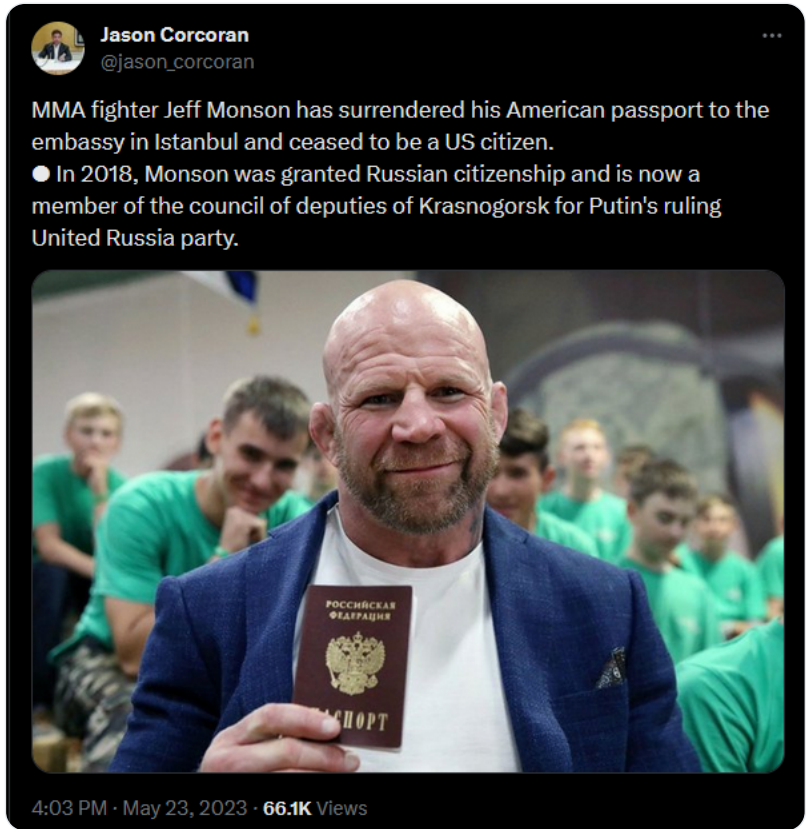 Jason Corcoran
@jason_corcoran
MMA fighter Jeff Monson has surrendered his American passport to the
embassy in Istanbul and ceased to be a US citizen.
● In 2018, Monson was granted Russian citizenship and is now a
member of the council of deputies of Krasnogorsk for Putin's ruling
United Russia party.
РОССИЙСКАЯ
ФЕДЕРАЦИЯ
ПАСПОРТ
4:03 PM · May 23, 2023 · 66.1K Views